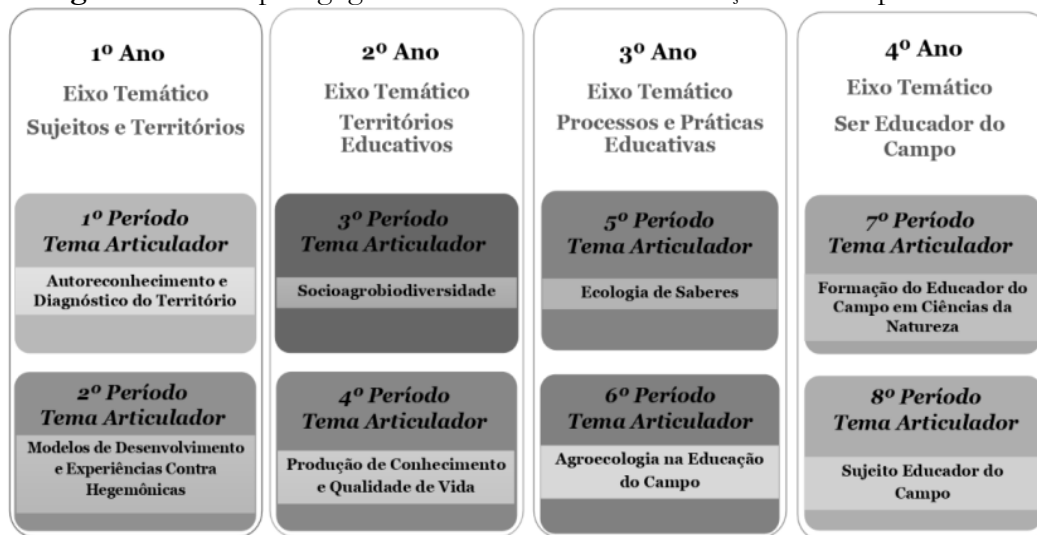 1º Ano
Eixo Temático
Sujeitos e Territórios
1º Período
Tema Articulador
Autoreconhecimento e
Diagnóstico do Território
2º Período
Tema Articulador
Modelos de Desenvolvimento
e Experiências Contra
Hegemônicas
2º Ano
Eixo Temático
Territórios
Educativos
3º Período
Tema Articulador
Socioagrobiodiversidade
4º Período
Tema Articulador
Produção de Conhecimento
e Qualidade de Vida
3º Ano
Eixo Temático
Processos e Práticas
Educativas
5º Período
Tema Articulador
Ecologia de Saberes
6º Período
Tema Articulador
Agroecologia na Educação
do Campo
4º Ano
Eixo Temático
Ser Educador do
Campo
7º Período
Tema Articulador
Formação do Educador do
Campo em Ciências da
Natureza
8º Período
Tema Articulador
Sujeito Educador do
Campo